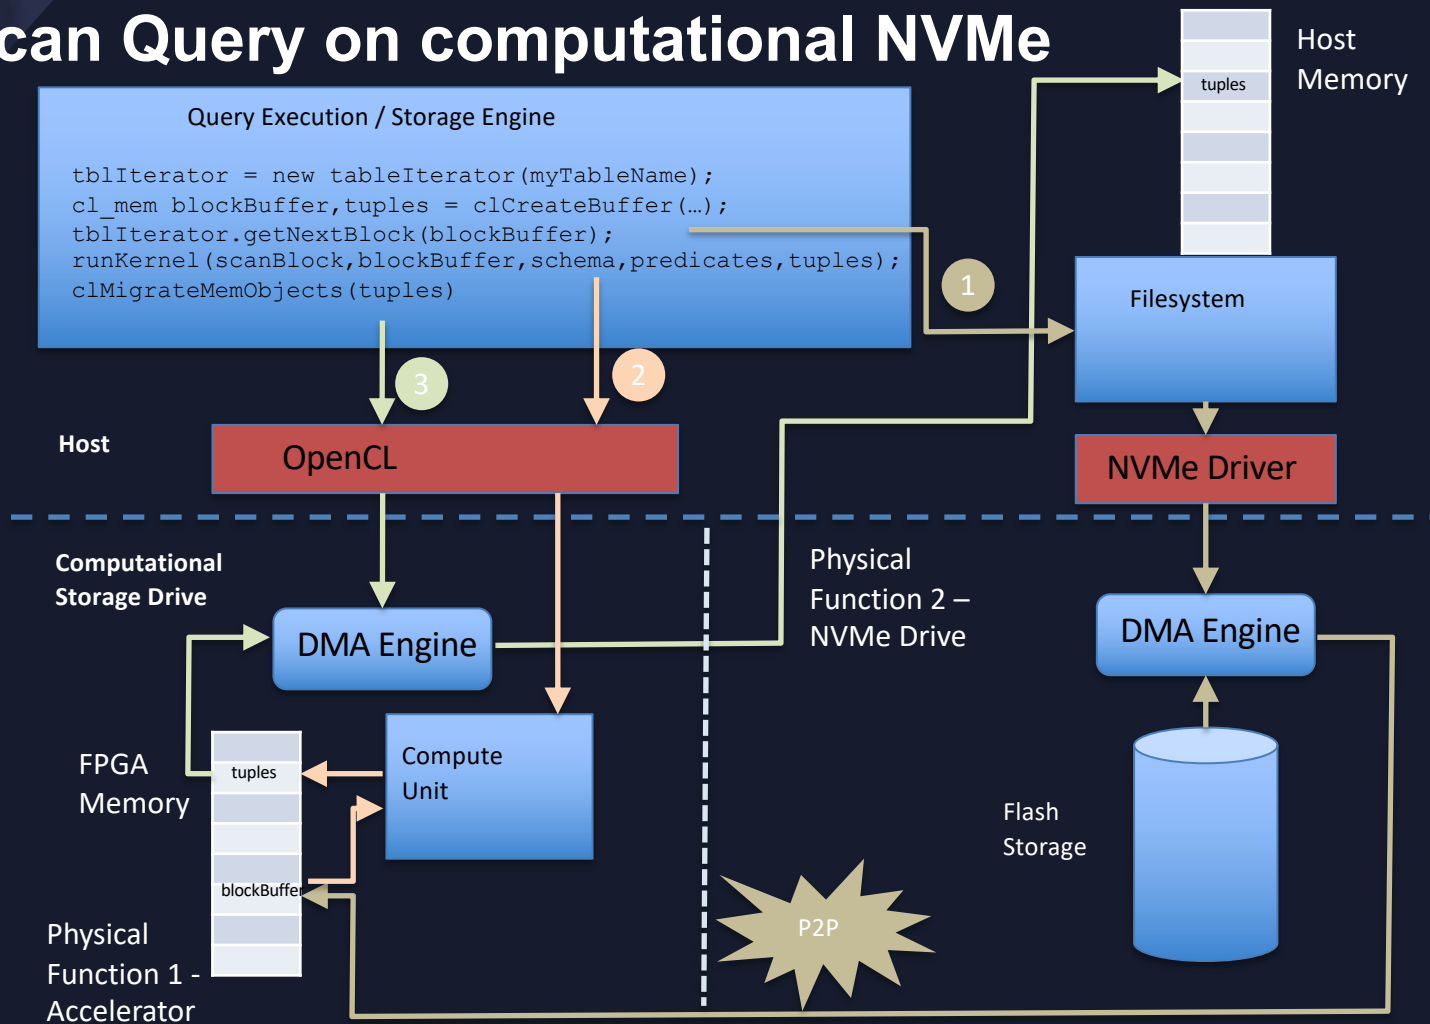 can Query on computational NVMe
Host
Memory
tuples
Query Execution / Storage Engine
tblIterator = new tableIterator(myTableName);
cl_mem blockBuffer,tuples = clCreateBuffer(…);
tblIterator.getNextBlock(blockBuffer);
runKernel(scanBlock,blockBuffer,schema,predicates,tuples);
clMigrateMemObjects(tuples)
1
Filesystem
3
2
Host
OpenCL
NVMe Driver
Computational
Storage Drive
Physical
Function 2 –
NVMe Drive
DMA Engine
DMA Engine
FPGA
Memory
tuples
Compute
Unit
Flash
Storage
blockBuffer
P2P
Physical
Function 1 -
Accelerator